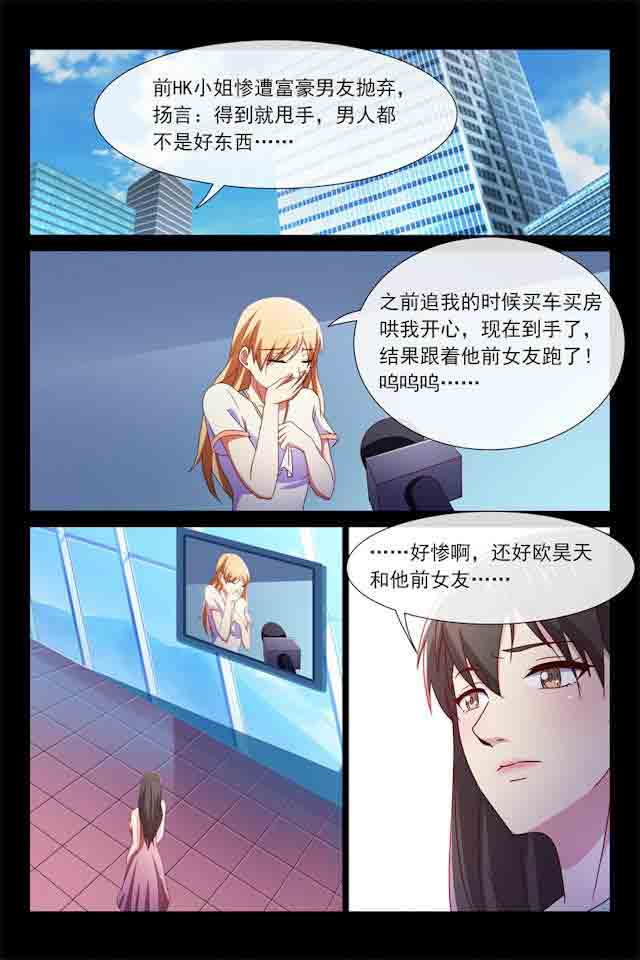 前HK小姐惨遭富豪男友抛弃，
扬言：得到就甩手，男人都
不是好东西……
之前追我的时候买车买房
哄我开心，现在到手了，
结果跟着他前女友跑了！
呜呜呜……
……好惨啊，还好欧昊天
和他前女友……